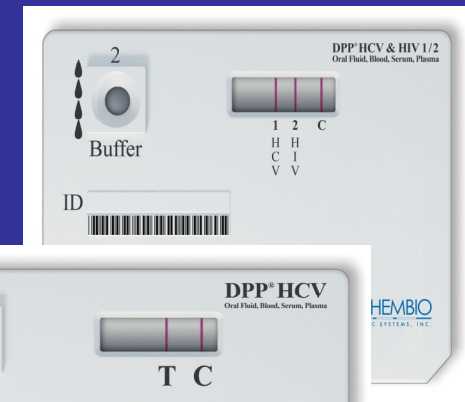 2
DPP® HCV & HIV 1/2
Oral Fluid, Blood, Serum, Plasma
1 2 C
H H
C I
V V
Buffer
ID
HEMBIO
C SYSTEMS, INC.
DPP® HCV
Oral Fluid, Blood, Serum, Plasma
T C